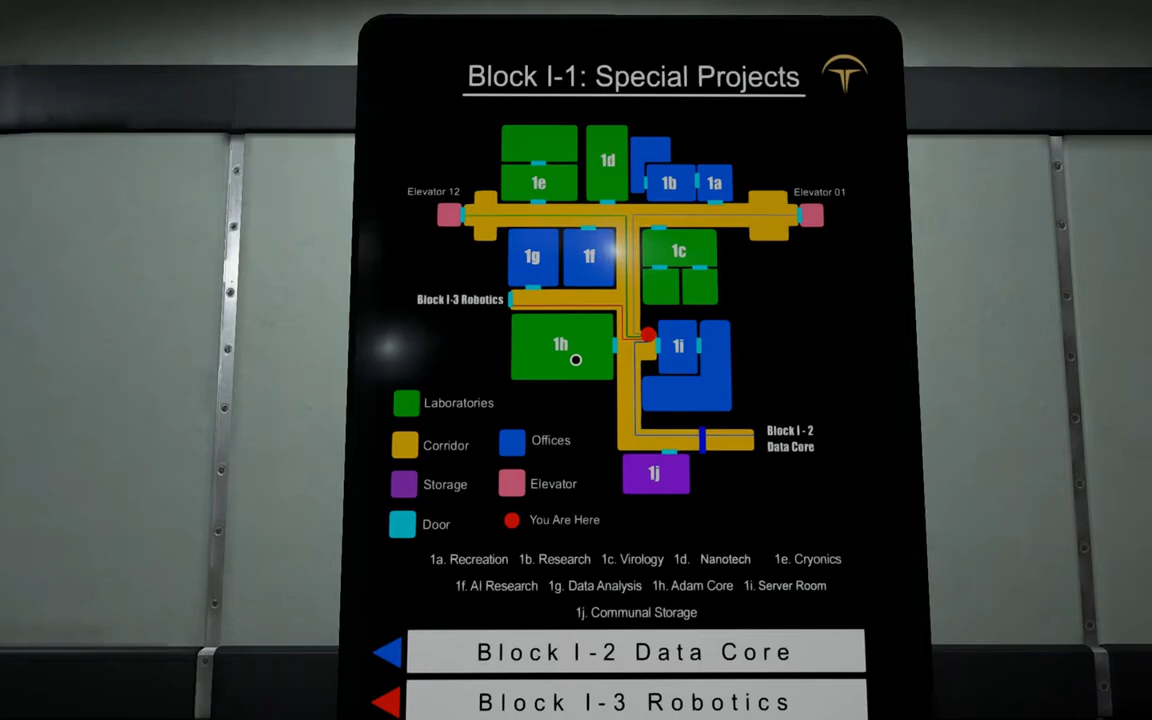 Block I-1: Special Projects
1d
1e
1b
1a
Elevator 12
Elevator 01
1g
1f
1c
Block I-3 Robotics
1h
1i
Laboratories
Block I - 2
Data Core
Corridor
Offices
1j
Storage
Elevator
Door
You Are Here
1a. Recreation 1b. Research 1c. Virology 1d. Nanotech 1e. Cryonics
1f. AI Research 1g. Data Analysis 1h. Adam Core 1i. Server Room
1j. Communal Storage
Block I-2 Data Core
Block I-3 Robotics